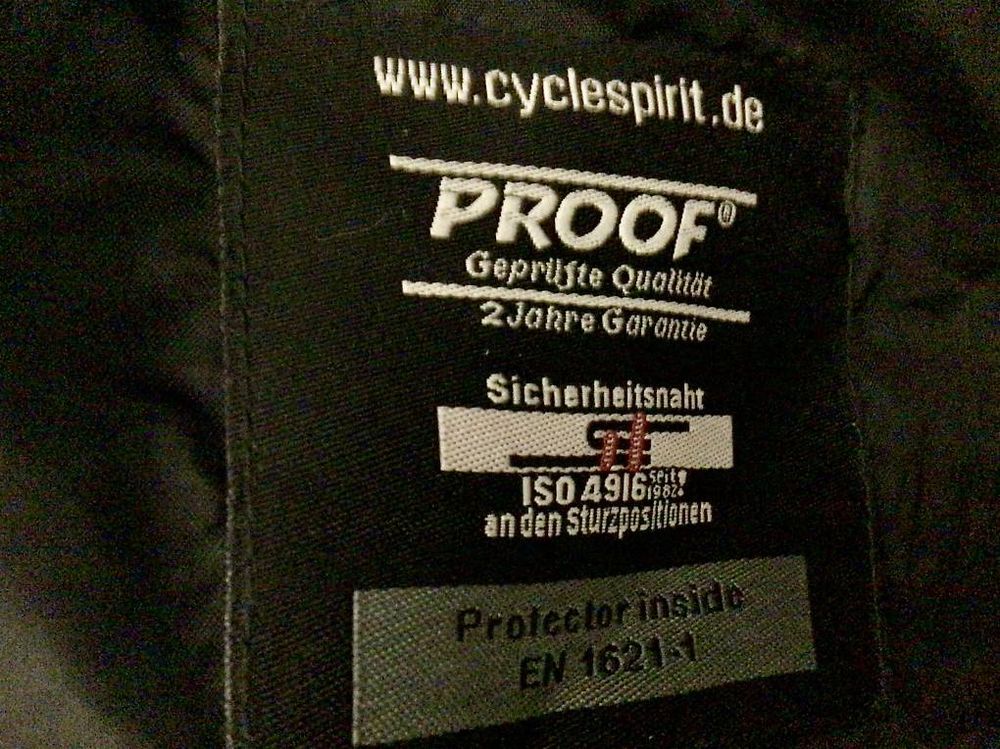 www.cyclespirit.de
PROOF®
Geprüfte Qualität
2 Jahre Garantie
Sicherheitsnaht
ISO 4916 seit 1982!
an den Sturzpositionen
Protector inside
EN 1621-1